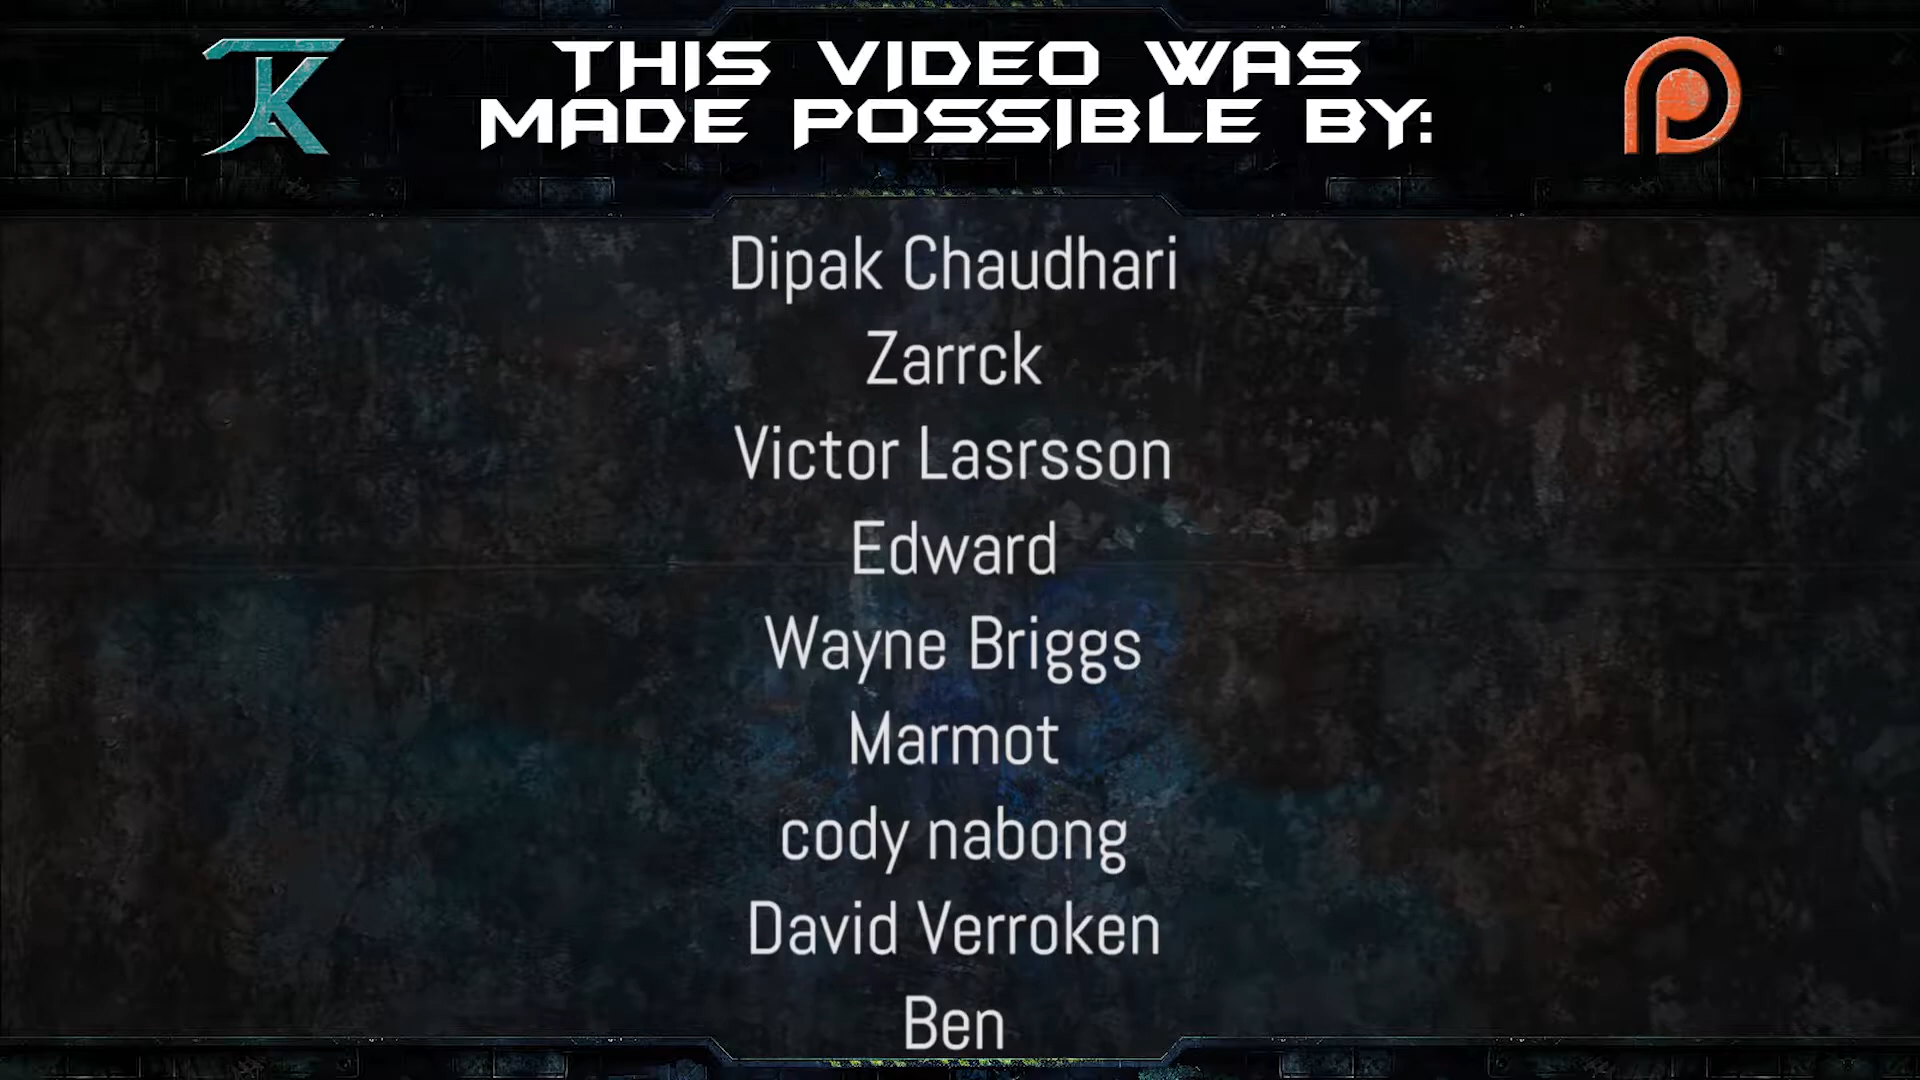 THIS VIDEO WAS
MADE POSSIBLE BY:
Dipak Chaudhari
Zarrck
Victor Lasrsson
Edward
Wayne Briggs
Marmot
cody nabong
David Verroken
Ben